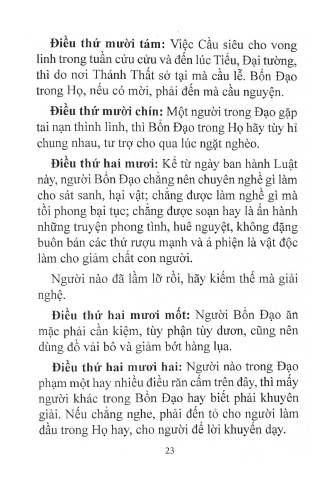 Điều thứ mười tám: Việc Cầu siêu cho vong
linh trong tuần cửu cửu và đến lúc Tiểu, Đại tường,
thì do nơi Thánh Thất sở tại mà cầu lễ. Bổn Đạo
trong Họ, nếu có mời, phải đến mà cầu nguyện.
Điều thứ mười chín: Một người trong Đạo gặp
tai nạn thình lình, thì Bổn Đạo trong Họ hãy tùy hỉ
chung nhau, tư trợ cho qua lúc ngặt nghèo.
Điều thứ hai mươi: Kể từ ngày ban hành Luật
này, người Bổn Đạo chẳng nên chuyên nghề gì làm
cho sát sanh, hại vật; chẳng được làm nghề gì mà
tồi phong bại tục; chẳng được soạn hay là ấn hành
những truyện phong tình, huê nguyệt, không đặng
buôn bán các thứ rượu mạnh và á phiện là vật độc
làm cho giảm chất con người.
Người nào đã lầm lỡ rồi, hãy kiếm thế mà giải
nghệ.
Điều thứ hai mươi mốt: Người Bổn Đạo ăn
mặc phải cần kiệm, tùy phận tùy dươn, cũng nên
dùng đồ vải bô và giảm bớt hàng lụa.
Điều thứ hai mươi hai: Người nào trong Đạo
phạm một hay nhiều điều răn cấm trên đây, thì mấy
người khác trong Bổn Đạo hay biết phải khuyên
giải. Nếu chẳng nghe, phải đến tỏ cho người làm
đầu trong Họ hay, cho người để lời khuyến dạy.
23